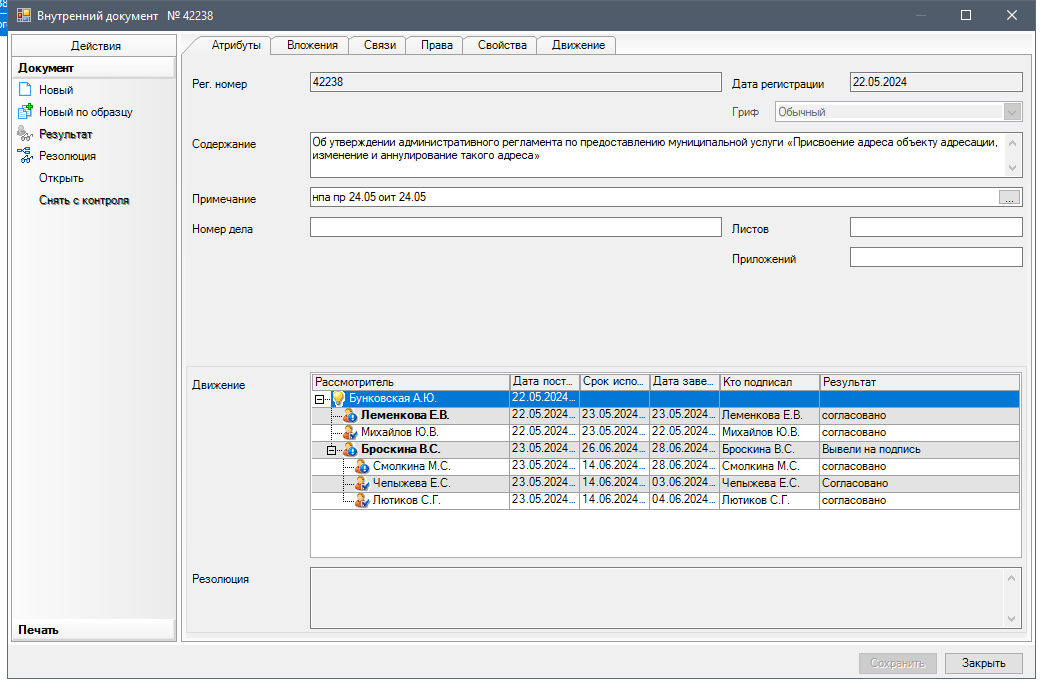 Внутренний документ № 42238
Действия
Документ
Новый
Новый по образцу
Результат
Резолюция
Открыть
Снять с контроля
Печать
Атрибуты Вложения Связи Права Свойства Движение
Рег. номер 42238 Дата регистрации 22.05.2024
Гриф Обычный
Содержание Об утверждении административного регламента по предоставлению муниципальной услуги «Присвоение адреса объекту адресации,
изменение и аннулирование такого адреса»
Примечание нпа пр 24.05 оит 24.05 ...
Номер дела Листов
Приложений
Движение
Рассмотритель Дата пост... Срок испо... Дата заве... Кто подписал Результат
Бунковская А.Ю. 22.05.2024...
Леменкова Е.В. 22.05.2024... 23.05.2024... 23.05.2024... Леменкова Е.В. согласовано
Михайлов Ю.В. 22.05.2024... 23.05.2024... 22.05.2024... Михайлов Ю.В. согласовано
Броскина В.С. 23.05.2024... 26.06.2024... 28.06.2024... Броскина В.С. Вывели на подпись
Смолкина М.С. 23.05.2024... 14.06.2024... 28.06.2024... Смолкина М.С. согласовано
Чепыжева Е.С. 23.05.2024... 14.06.2024... 03.06.2024... Чепыжева Е.С. Согласовано
Лютиков С.Г. 23.05.2024... 14.06.2024... 04.06.2024... Лютиков С.Г. согласовано
Резолюция
Сохранить Закрыть